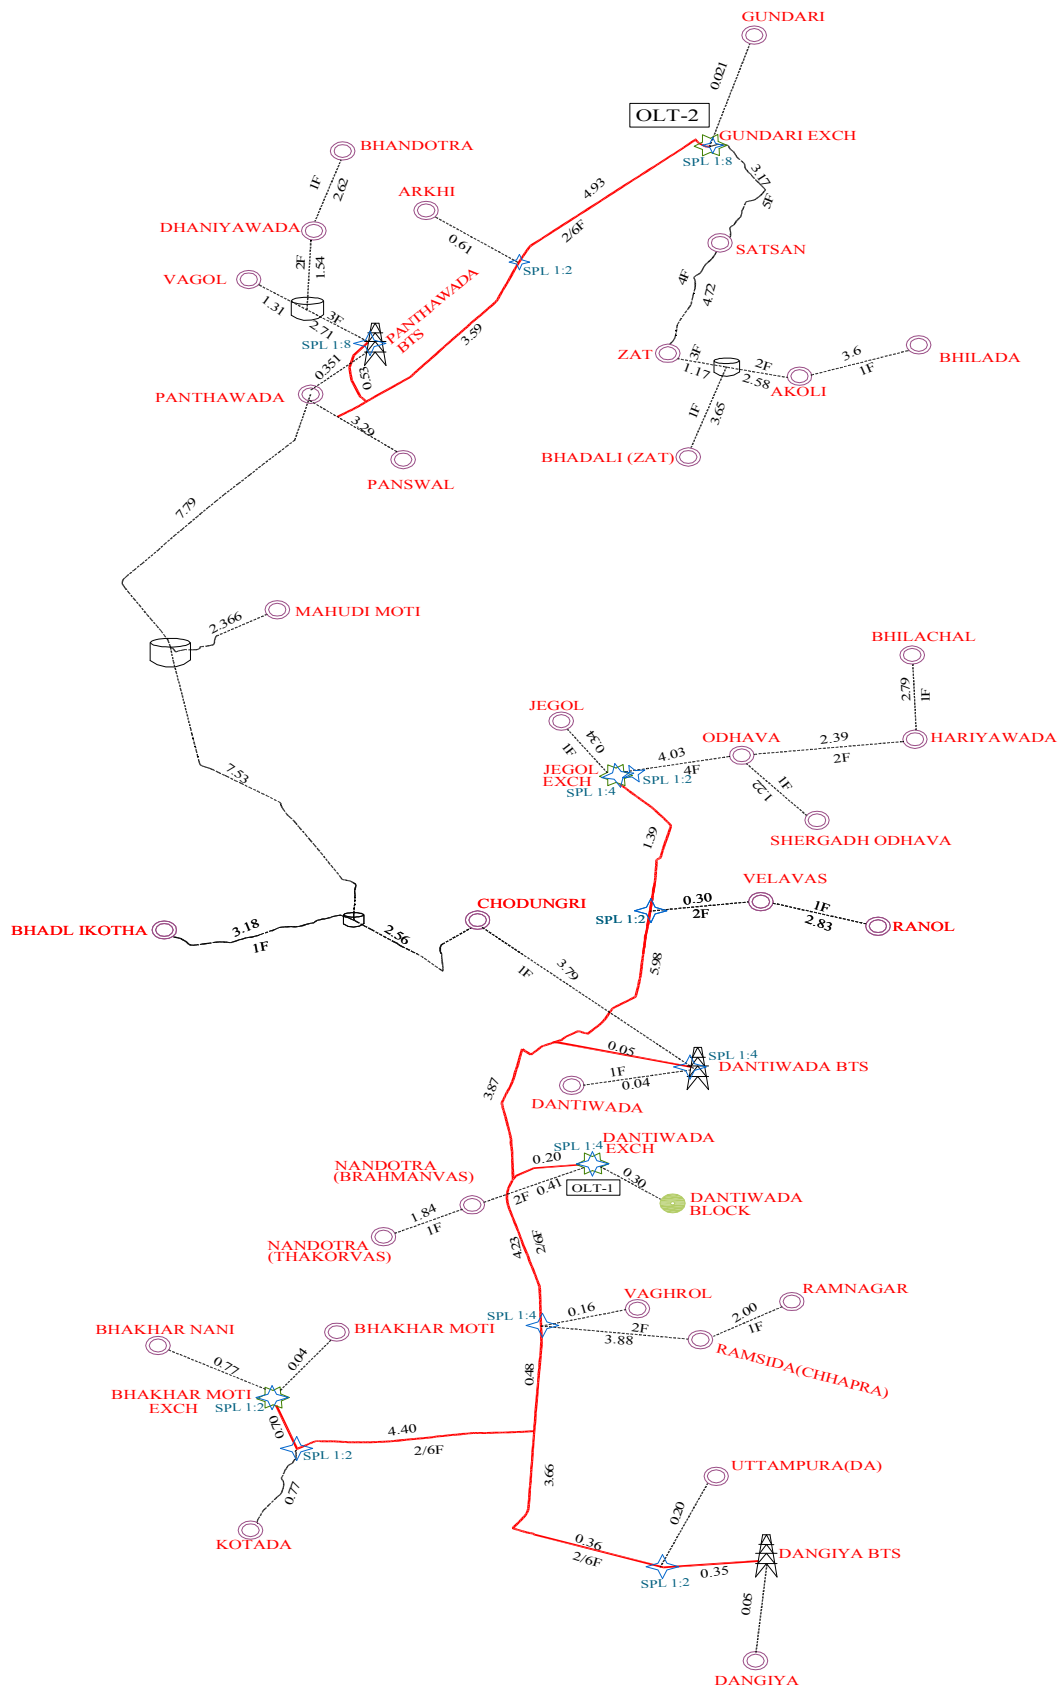 GUNDARI
0.021
OLT-2
GUNDARI EXCH
SPL 1:8
BHANDOTRA
1F
2.62
ARKHI
4.93
2/6F
3.17
5F
DHANIYAWADA
0.61
SATSAN
2F
1.54
SPL 1:2
VAGOL
1.31
3F
2.71
PANTHAWADA
BTS
4F
4.72
SPL 1:8
3.59
ZAT
3F
1.17
2F
2.58
3.6
1F
BHILADA
0.351
0.53
AKOLI
PANTHAWADA
1F
3.65
3.29
BHADALI (ZAT)
PANSWAL
7.79
MAHUDI MOTI
2.366
BHILACHAL
2.79
1F
JEGOL
0.34
1F
ODHAVA
2.39
2F
HARIYAWADA
7.53
JEGOL
EXCH
4.03
4F
SPL 1:2
SPL 1:4
1F
1.22
SHERGADH ODHAVA
1.39
VELAVAS
CHODUNGRI
0.30
2F
1F
2.83
SPL 1:2
RANOL
BHADL IKOTHA
3.18
1F
2.56
3.79
1F
5.98
0.05
SPL 1:4
DANTIWADA BTS
1F
0.04
3.87
DANTIWADA
DANTIWADA
EXCH
SPL 1:4
0.20
NANDOTRA
(BRAHMANVAS)
2F
0.41
OLT-1
0.30
DANTIWADA
BLOCK
1.84
1F
NANDOTRA
(THAKORVAS)
4.23
2/6F
VAGHROL
RAMNAGAR
SPL 1:4
0.16
2.00
1F
BHAKHAR NANI
BHAKHAR MOTI
2F
3.88
RAMSIDA(CHHAPRA)
0.77
0.04
0.48
BHAKHAR MOTI
EXCH
SPL 1:2
0.70
4.40
2/6F
SPL 1:2
UTTAMPURA(DA)
3.66
0.77
0.20
KOTADA
0.36
2/6F
DANGIYA BTS
0.35
SPL 1:2
0.05
DANGIYA